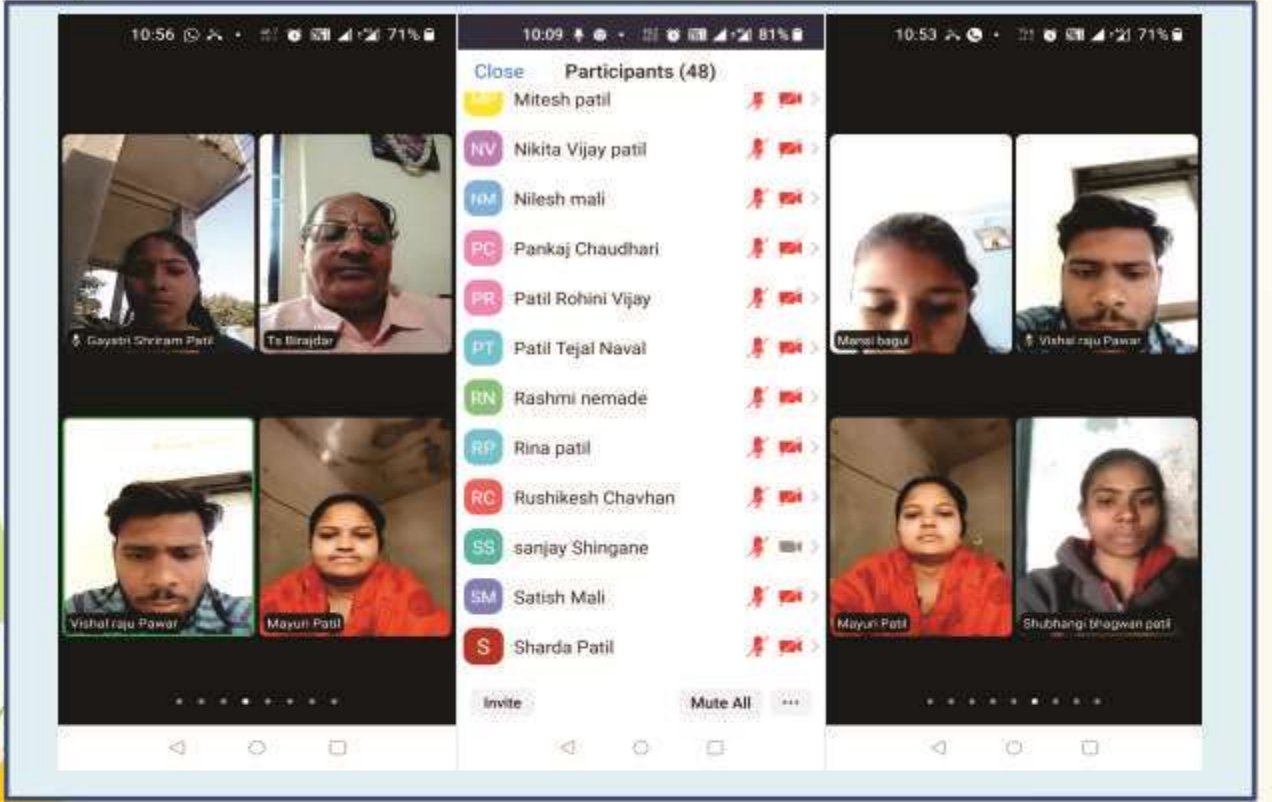 10:56 71%
Gayatri Shriram Patil
Ts Birajdar
Vishal raju Pawar
Mayuri Patil
10:09 81%
Close Participants (48)
MP Mitesh patil
NV Nikita Vijay patil
NM Nilesh mali
PC Pankaj Chaudhari
PR Patil Rohini Vijay
PT Patil Tejal Naval
RN Rashmi nemade
RP Rina patil
RC Rushikesh Chavhan
SS sanjay Shingane
SM Satish Mali
S Sharda Patil
Invite Mute All ...
10:53 71%
Mansi bagul
Vishal raju Pawar
Mayuri Patil
Shubhangi bhagwan patil